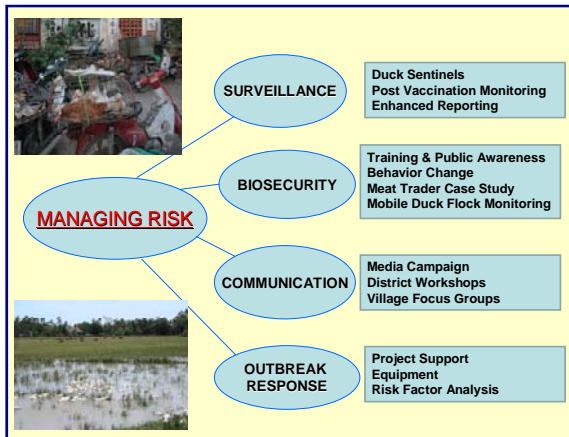 SURVEILLANCE
Duck Sentinels
Post Vaccination Monitoring
Enhanced Reporting
MANAGING RISK
BIOSECURITY
Training & Public Awareness
Behavior Change
Meat Trader Case Study
Mobile Duck Flock Monitoring
COMMUNICATION
Media Campaign
District Workshops
Village Focus Groups
OUTBREAK
RESPONSE
Project Support
Equipment
Risk Factor Analysis